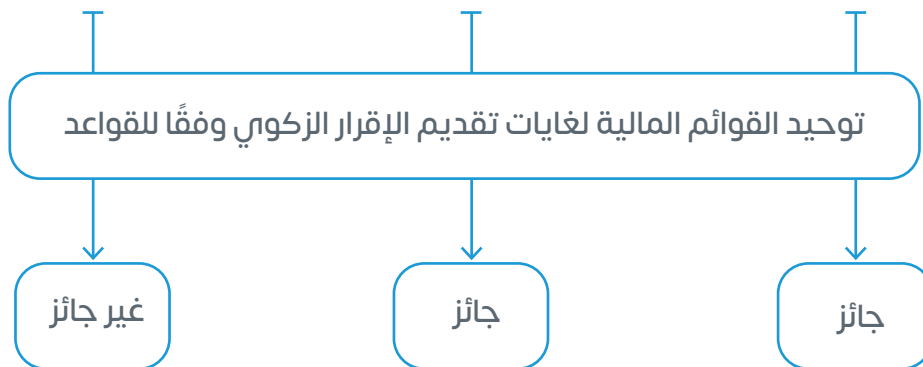 توحيد القوائم المالية لغايات تقديم الإقرار الزكوي وفقًا للقواعد
جائز
جائز
غير جائز